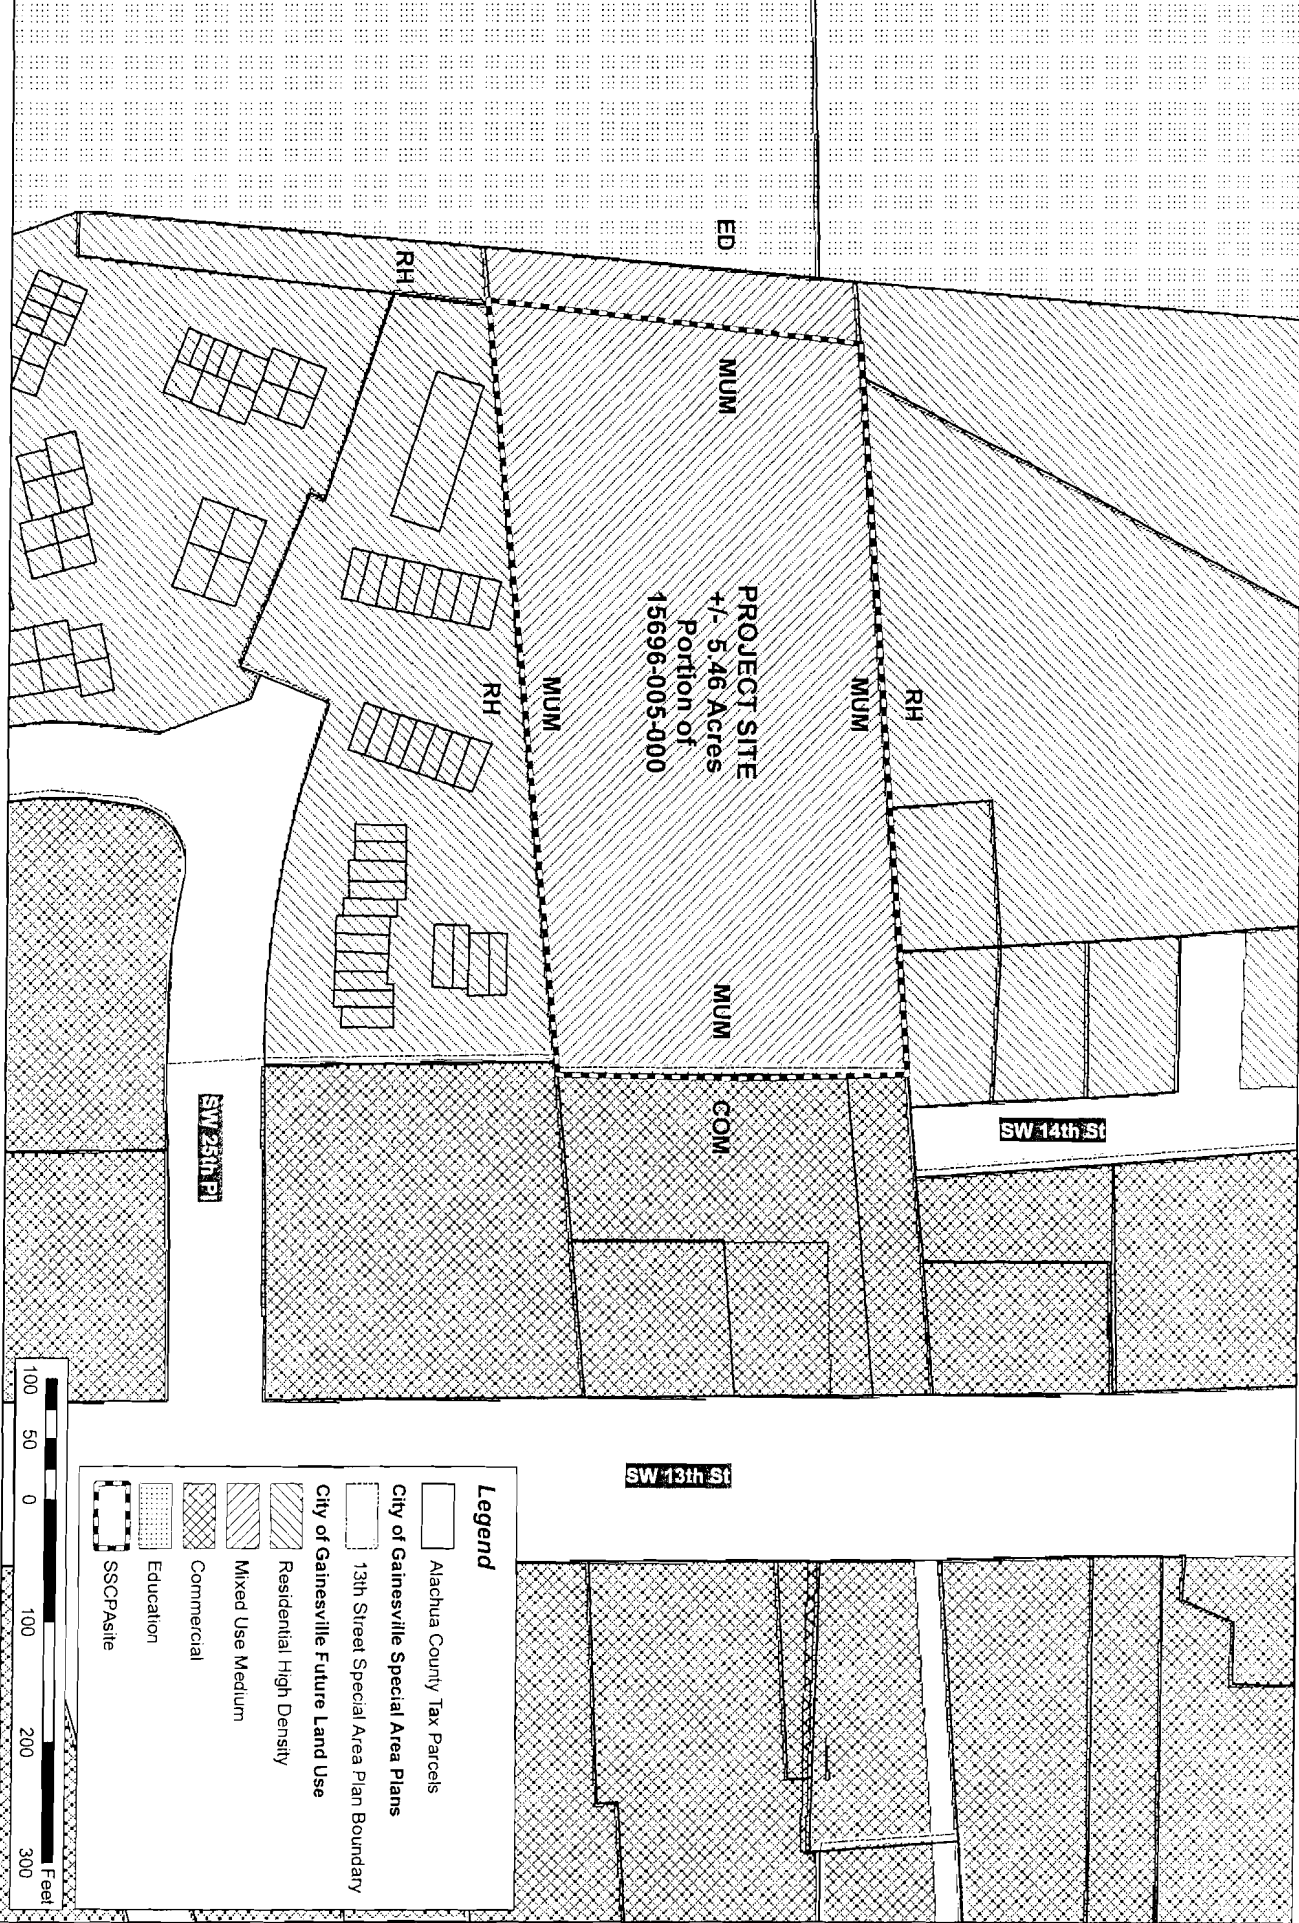 ED
RH
MUM
RH
MUM
PROJECT SITE
+/- 5.46 Acres
Portion of
15696-005-000
MUM
RH
MUM
COM
SW 14th St
SW 25th Pl
SW 13th St
Legend
Alachua County Tax Parcels
City of Gainesville Special Area Plans
13th Street Special Area Plan Boundary
City of Gainesville Future Land Use
Residential High Density
Mixed Use Medium
Commercial
Education
SSCPAsite
100 50 0 100 200 300
Feet